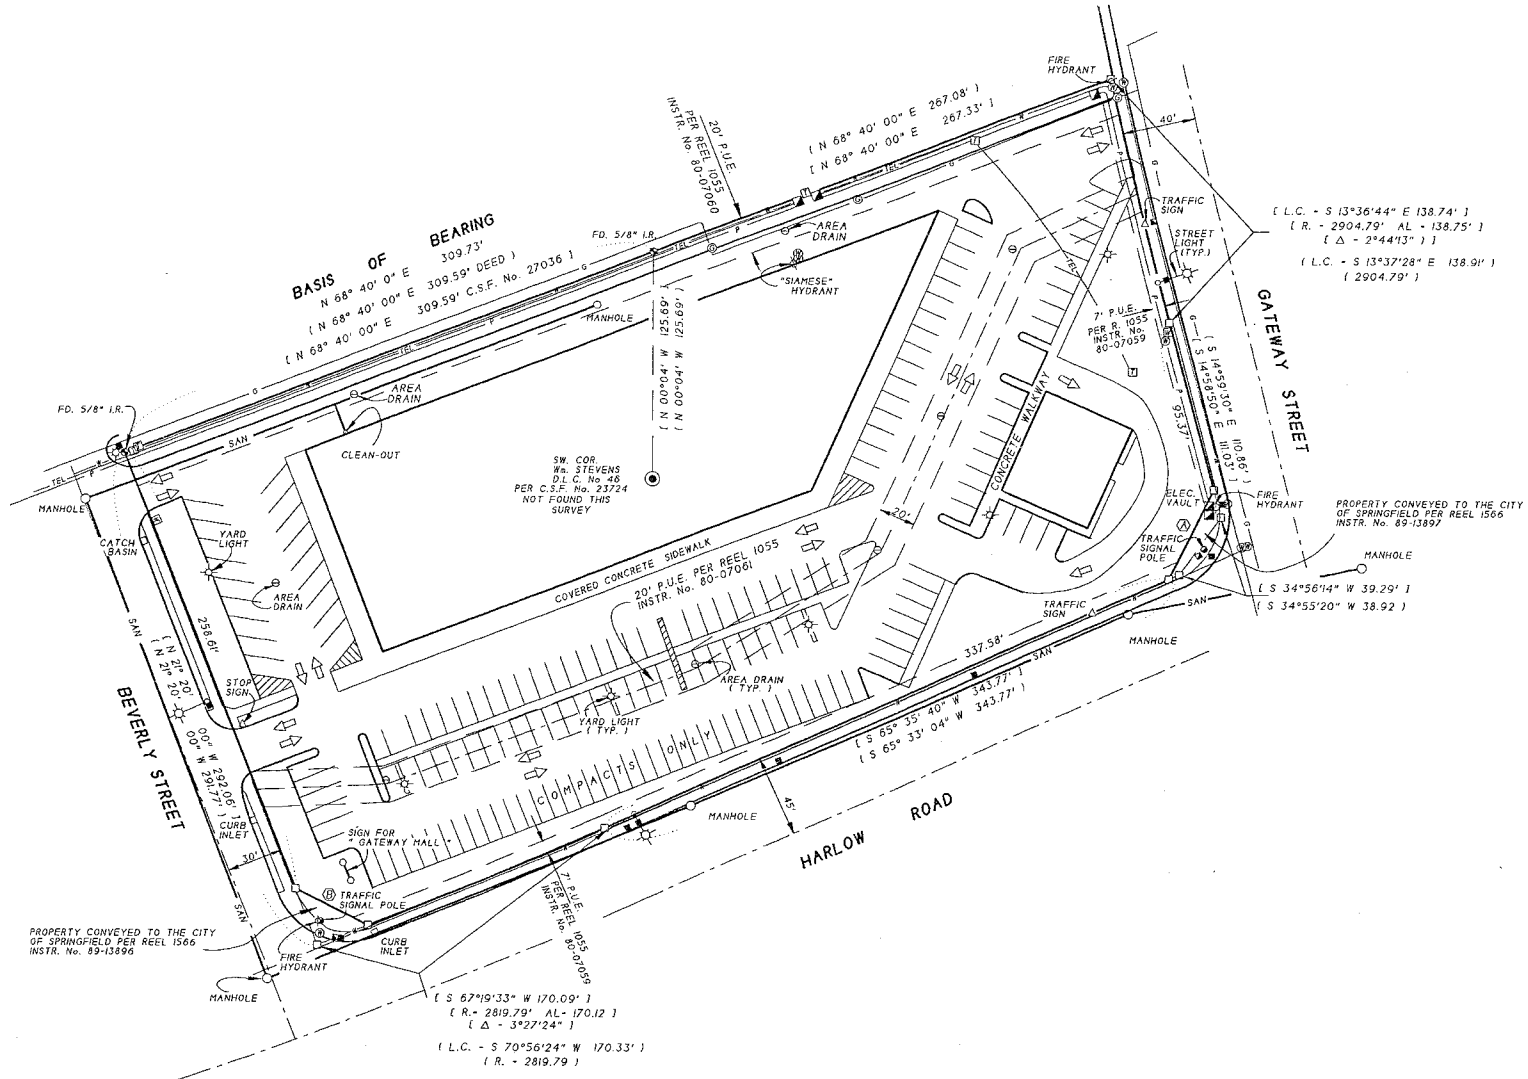 FIRE
HYDRANT
20' P.U.E.
PER REEL 1055
INSTR. No. 80-07060
( N 68° 40' 00" E 267.08' )
[ N 68° 40' 00" E 267.33' ]
40'
TEL
TRAFFIC
SIGN
STREET
LIGHT
(TYP.)
[ L.C. - S 13°36'44" E 138.74' ]
[ R. - 2904.79' AL - 138.75' )
[ Δ - 2°44'13" ) ]
(L.C. - S 13°37'28" E 138.91' )
( 2904.79' )
BASIS OF BEARING
N 68° 40' 0" E 309.73'
( N 68° 40' 00" E 309.59' DEED )
[ N 68° 40' 00" E 309.59' C.S.F. No. 27036 ]
FD. 5/8" I.R.
TEL
AREA
DRAIN
"SIAMESE"
HYDRANT
MANHOLE
[ N 00°04' W 125.69' ]
( N 00°04' W 125.69' )
7' P.U.E.
PER R. 1055
INSTR. No.
80-07059
TEL
GATEWAY STREET
( S 14°59'30" E 110.86' )
[ S 14°58'50" E 111.03' ]
95.37'
TEL
AREA
DRAIN
FD. 5/8" I.R.
SAN
CLEAN-OUT
TEL
MANHOLE
SW. COR.
Wm. STEVENS
D.L.C. No 46
PER C.S.F. No. 23724
NOT FOUND THIS
SURVEY
CONCRETE WALKWAY
ELEC.
VAULT
FIRE
HYDRANT
PROPERTY CONVEYED TO THE CITY
OF SPRINGFIELD PER REEL 1566
INSTR. No. 89-13897
A
TRAFFIC
SIGNAL
POLE
MANHOLE
[ S 34°56'14" W 39.29' ]
( S 34°55'20" W 38.92 )
20'
CATCH
BASIN
YARD
LIGHT
AREA
DRAIN
COVERED CONCRETE SIDEWALK
20' P.U.E. PER REEL 1055
INSTR. No. 80-07061
TRAFFIC
SIGN
SAN
MANHOLE
SAN
258.61'
( N 21° 20' 00" W 292.06' ]
( N 21° 20' 00" W 291.77' )
STOP
SIGN
337.58'
SAN
AREA DRAIN
( TYP. )
YARD LIGHT
( TYP. )
BEVERLY STREET
COMPACTS ONLY
[ S 65° 35' 40" W 343.77' ]
( S 65° 33' 04" W 343.77' )
45'
CURB
INLET
SIGN FOR
" GATEWAY MALL "
MANHOLE
HARLOW ROAD
30'
SAN
B
TRAFFIC
SIGNAL POLE
7' P.U.E.
PER REEL 1055
INSTR. No. 80-07059
PROPERTY CONVEYED TO THE CITY
OF SPRINGFIELD PER REEL 1566
INSTR. No. 89-13896
CURB
INLET
FIRE
HYDRANT
MANHOLE
[ S 67°19'33" W 170.09' ]
[ R.- 2819.79' AL- 170.12 ]
[ Δ - 3°27'24" ]
( L.C. - S 70°56'24" W 170.33' )
( R. - 2819.79 )